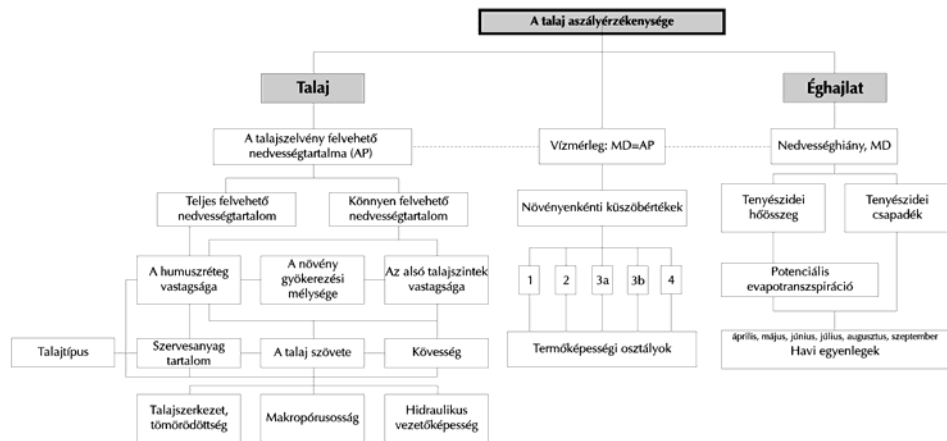 A talaj aszályérzékenysége
Talaj
Éghajlat
A talajszelvény felvehető
nedvességtartalma (AP)
Vízmérleg: MD=AP
Nedvességhiány, MD
Teljes felvehető
nedvességtartalom
Könnyen felvehető
nedvességtartalom
Növényenkénti küszöbértékek
Tenyészidei
hőösszeg
Tenyészidei
csapadék
A humuszréteg
vastagsága
A növény
gyökerezési
mélysége
Az alsó talajszintek
vastagsága
1
2
3a
3b
4
Potenciális
evapotranszspiráció
Talajtípus
Szervesanyag
tartalom
A talaj szövete
Kövesség
Termőképességi osztályok
április, május, június, július, augusztus, szeptember
Havi egyenlegek
Talajszerkezet,
tömörödöttség
Makropórusosság
Hidraulikus
vezetőképesség